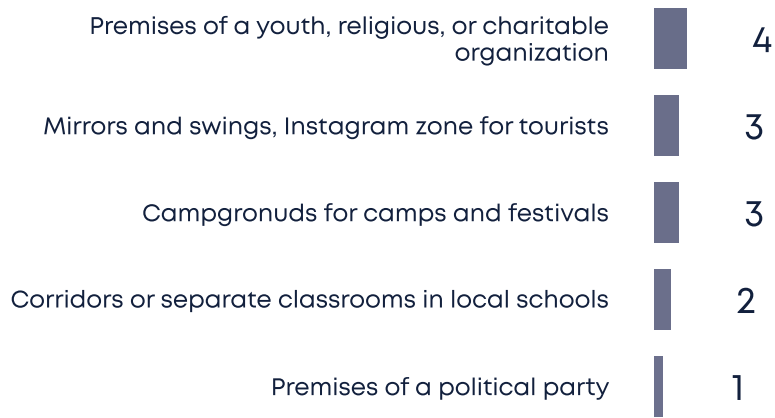 Premises of a youth, religious, or charitable
organization
4
Mirrors and swings, Instagram zone for tourists
3
Campgronuds for camps and festivals
3
Corridors or separate classrooms in local schools
2
Premises of a political party
1